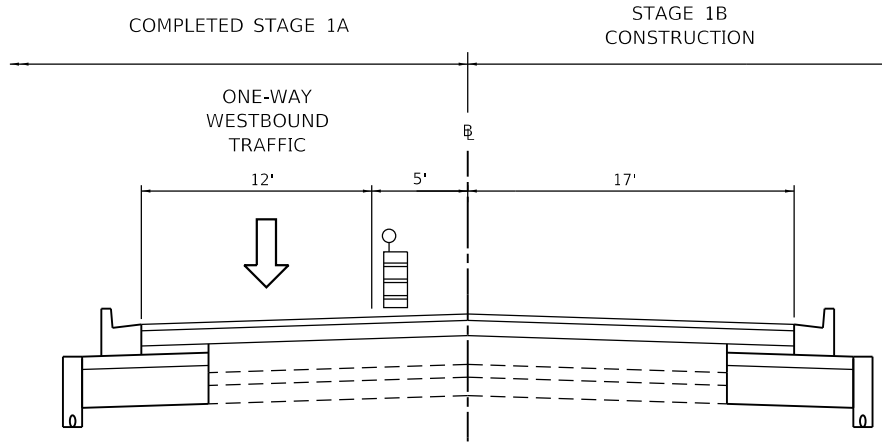 COMPLETED STAGE 1A
STAGE 1B
CONSTRUCTION
ONE-WAY
WESTBOUND
TRAFFIC
℄
12'
5'
17'